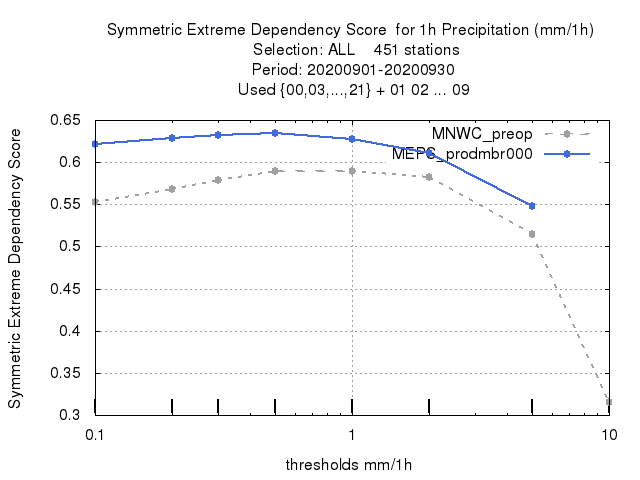 Symmetric Extreme Dependency Score  for 1h Precipitation (mm/1h)
Selection: ALL    451 stations
Period: 20200901-20200930
Used {00,03,...,21} + 01 02 ... 09
Symmetric Extreme Dependency Score
0.65
0.6
0.55
0.5
0.45
0.4
0.35
0.3
MNWC_preop
MEPS_prodmbr000
0.1
1
10
thresholds mm/1h